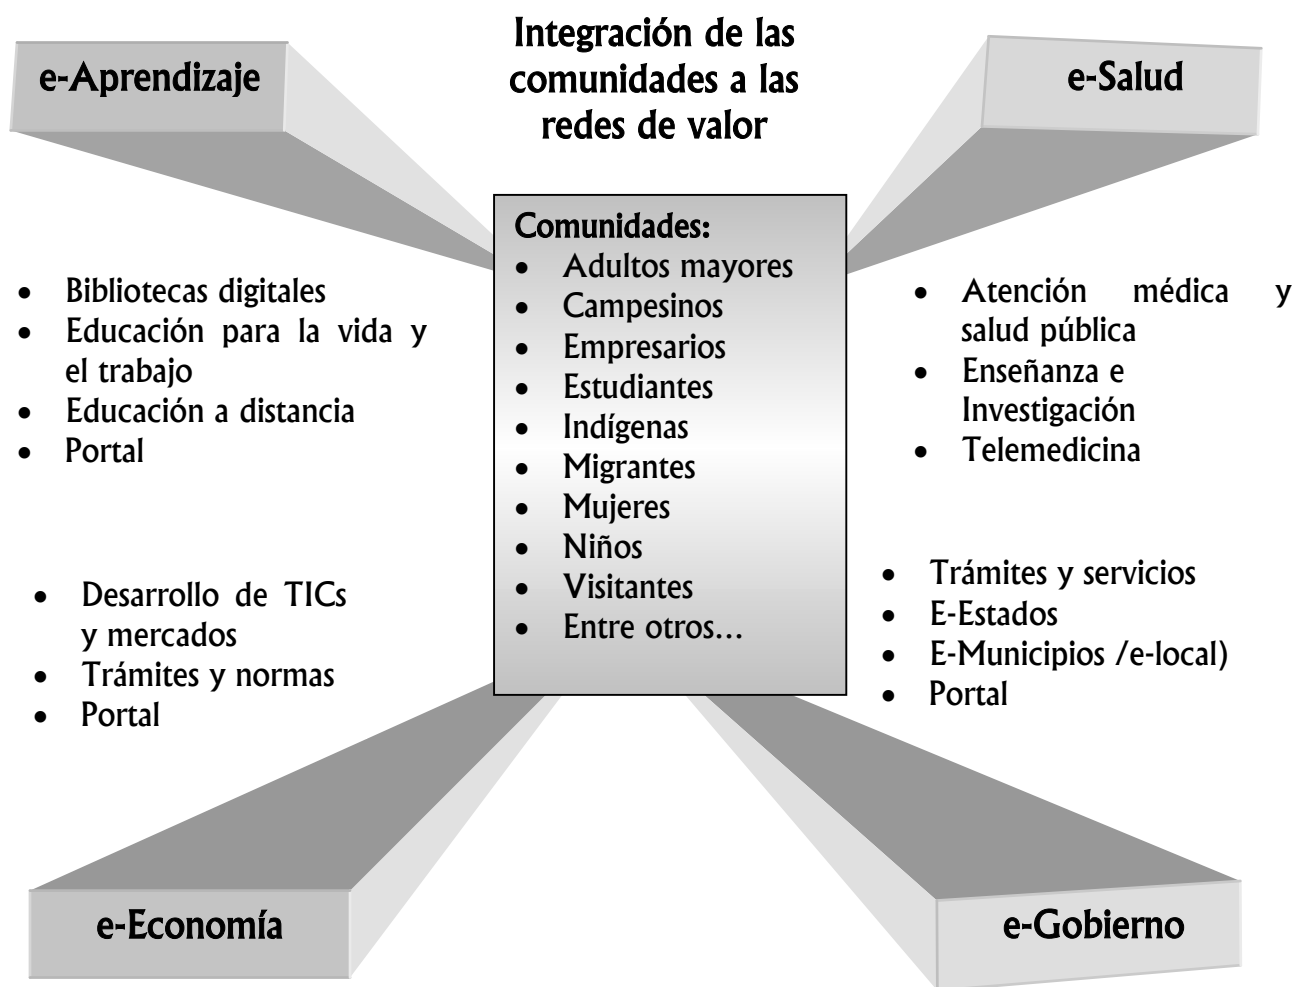 Integración de las
comunidades a las
redes de valor
e-Aprendizaje
e-Salud
Comunidades:
• Adultos mayores
• Campesinos
• Empresarios
• Estudiantes
• Indígenas
• Migrantes
• Mujeres
• Niños
• Visitantes
• Entre otros...
• Bibliotecas digitales
• Educación para la vida y
el trabajo
• Educación a distancia
• Portal
• Atención médica y
salud pública
• Enseñanza e
Investigación
• Telemedicina
• Desarrollo de TICs
y mercados
• Trámites y normas
• Portal
• Trámites y servicios
• E-Estados
• E-Municipios /e-local)
• Portal
e-Economía
e-Gobierno